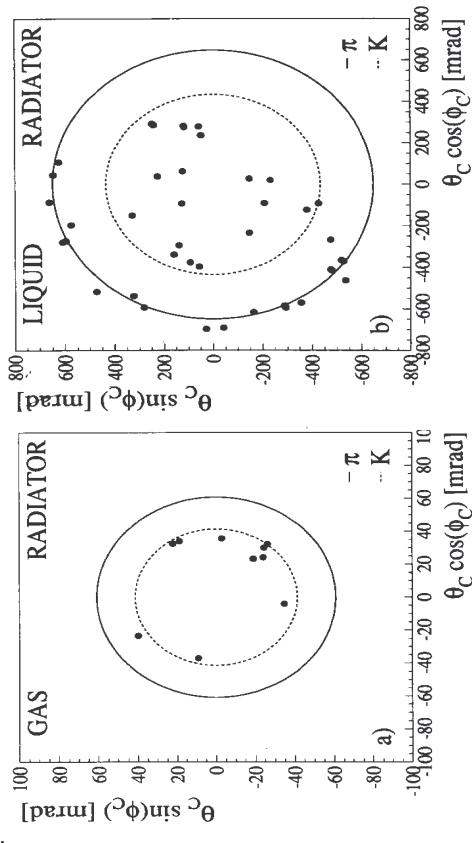 GAS RADIATOR
θC sin(φC) [mrad]
100
80
60
40
20
0
-20
-40
-60
-80
-100
a)
– π
··· K
-100 -80 -60 -40 -20 0 20 40 60 80 10
θC cos(φC) [mrad]
LIQUID RADIATOR
θC sin(φC) [mrad]
800
600
400
200
0
-200
-400
-600
-800
b)
– π
··· K
-800 -600 -400 -200 0 200 400 600 800
θC cos(φC) [mrad]